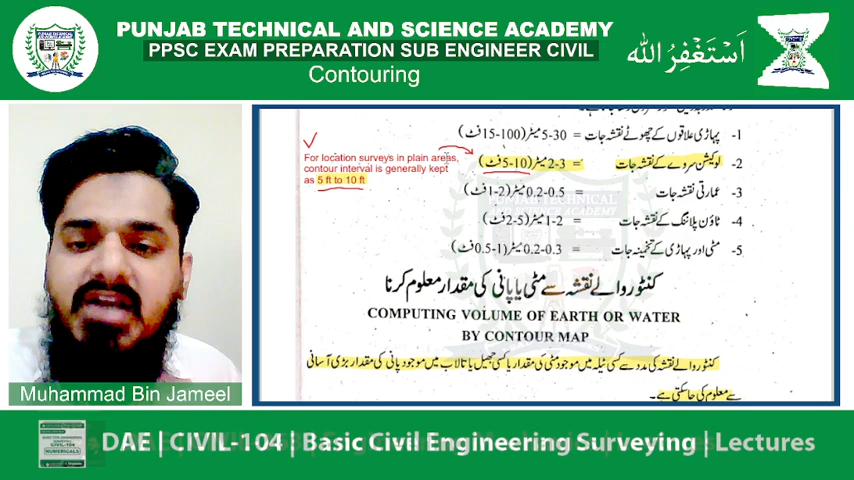 PUNJAB TECHNICAL AND SCIENCE ACADEMY
PPSC EXAM PREPARATION SUB ENGINEER CIVIL
Contouring
اَسْتَغْفِرُ اللّٰه
1- پہاڑی علاقوں کے چھوٹے نقشہ جات = 5-30 میٹر (15-100 فٹ)
2- لوکیشن سروے کے نقشہ جات = 2-3 میٹر (5-10 فٹ)
3- عمارتی نقشہ جات = 0.2-0.5 میٹر (1-2 فٹ)
4- ٹاؤن پلاننگ کے نقشہ جات = 1-2 میٹر (2-5 فٹ)
5- مٹی اور پہاڑی کے تخمینہ جات = 0.2-0.3 میٹر (0.5-1 فٹ)
For location surveys in plain areas,
contour interval is generally kept
as 5 ft to 10 ft
کنٹور والے نقشہ سے مٹی یا پانی کی مقدار معلوم کرنا
COMPUTING VOLUME OF EARTH OR WATER
BY CONTOUR MAP
کنٹور والے نقشہ کی مدد سے کسی ٹیلہ میں موجود مٹی کی مقدار یا کسی جھیل یا تالاب میں موجود پانی کی مقدار بڑی آسانی
سے معلوم کی جا سکتی ہے۔
Muhammad Bin Jameel
DAE | CIVIL-104 | Basic Civil Engineering Surveying | Lectures
CIVIL-104
NUMERICALS